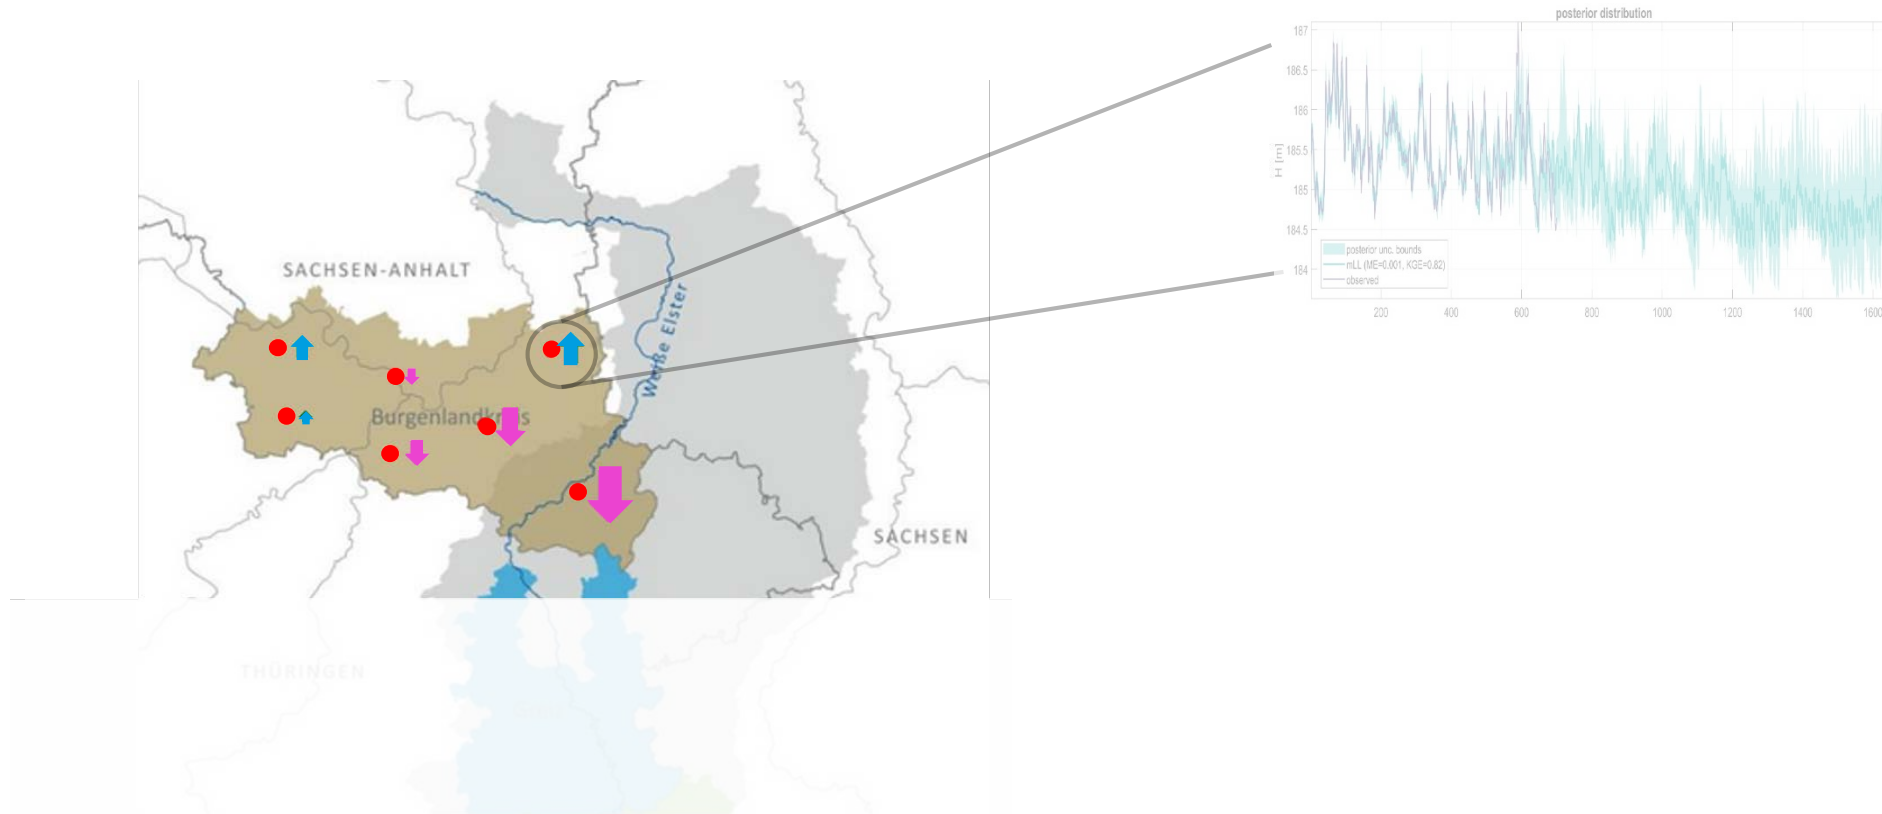 posterior distribution
187
186.5
186
185.5
185
184.5
184
H [m]
posterior unc. bounds
mLL (ME=0.001, KGE=0.82)
observed
200
400
600
800
1000
1200
1400
1600
SACHSEN-ANHALT
Weiße Elster
Burgenlandkreis
SACHSEN
THÜRINGEN